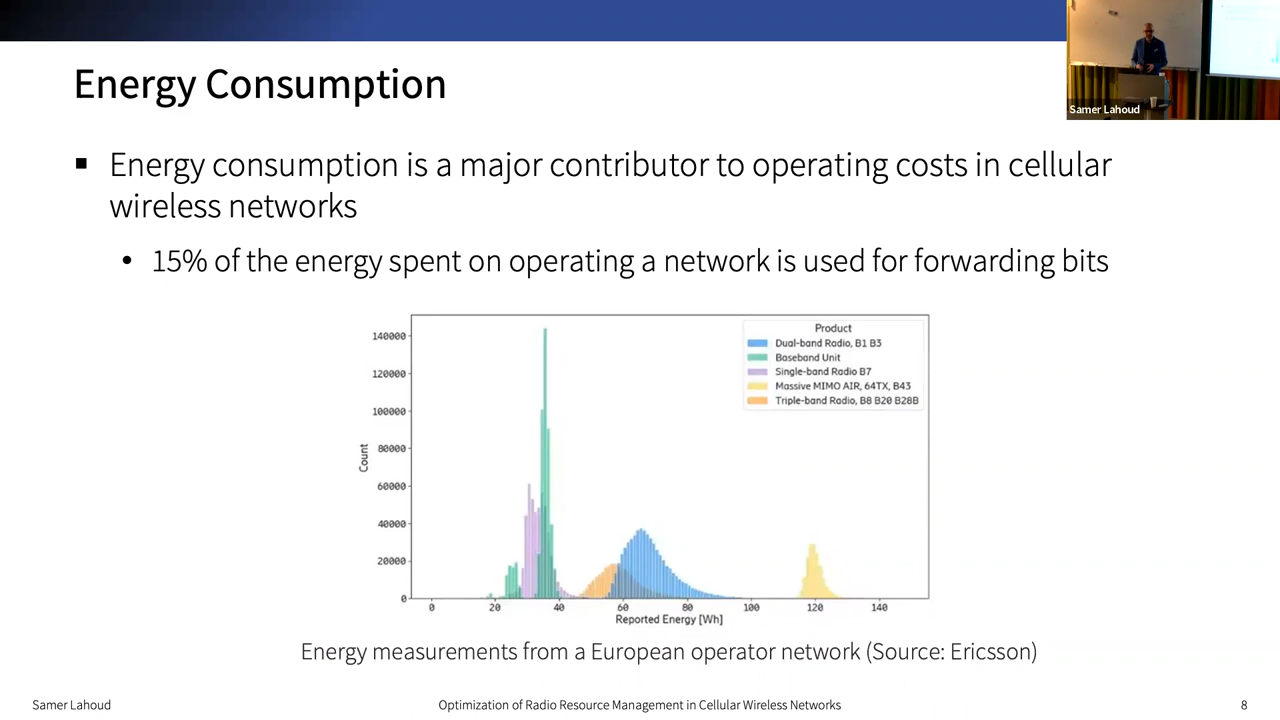 Energy Consumption
Samer Lahoud
▪ Energy consumption is a major contributor to operating costs in cellular
wireless networks
• 15% of the energy spent on operating a network is used for forwarding bits
Product
Dual-band Radio, B1 B3
Baseband Unit
Single-band Radio B7
Massive MIMO AIR, 64TX, B43
Triple-band Radio, B8 B20 B28B
Count
140000
120000
100000
80000
60000
40000
20000
0
0 20 40 60 80 100 120 140
Reported Energy [Wh]
Energy measurements from a European operator network (Source: Ericsson)
Samer Lahoud Optimization of Radio Resource Management in Cellular Wireless Networks 8